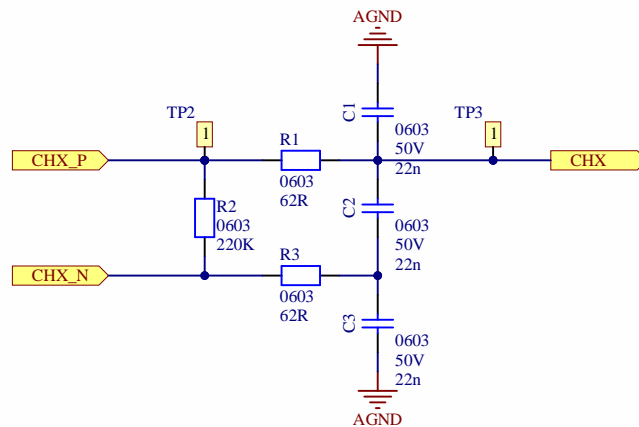 AGND
C1
0603
50V
22n
TP2
1
TP3
1
CHX_P
R1
0603
62R
CHX
R2
0603
220K
C2
0603
50V
22n
CHX_N
R3
0603
62R
C3
0603
50V
22n
AGND